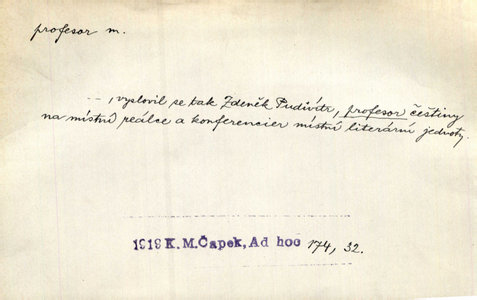 profesor m.
- -, vyslovil se tak Zdeněk Pudivítr, profesor češtiny
na místní reálce a konferencier místní literární jednoty.
1919 K. M. Čapek, Ad hoc 174, 32.